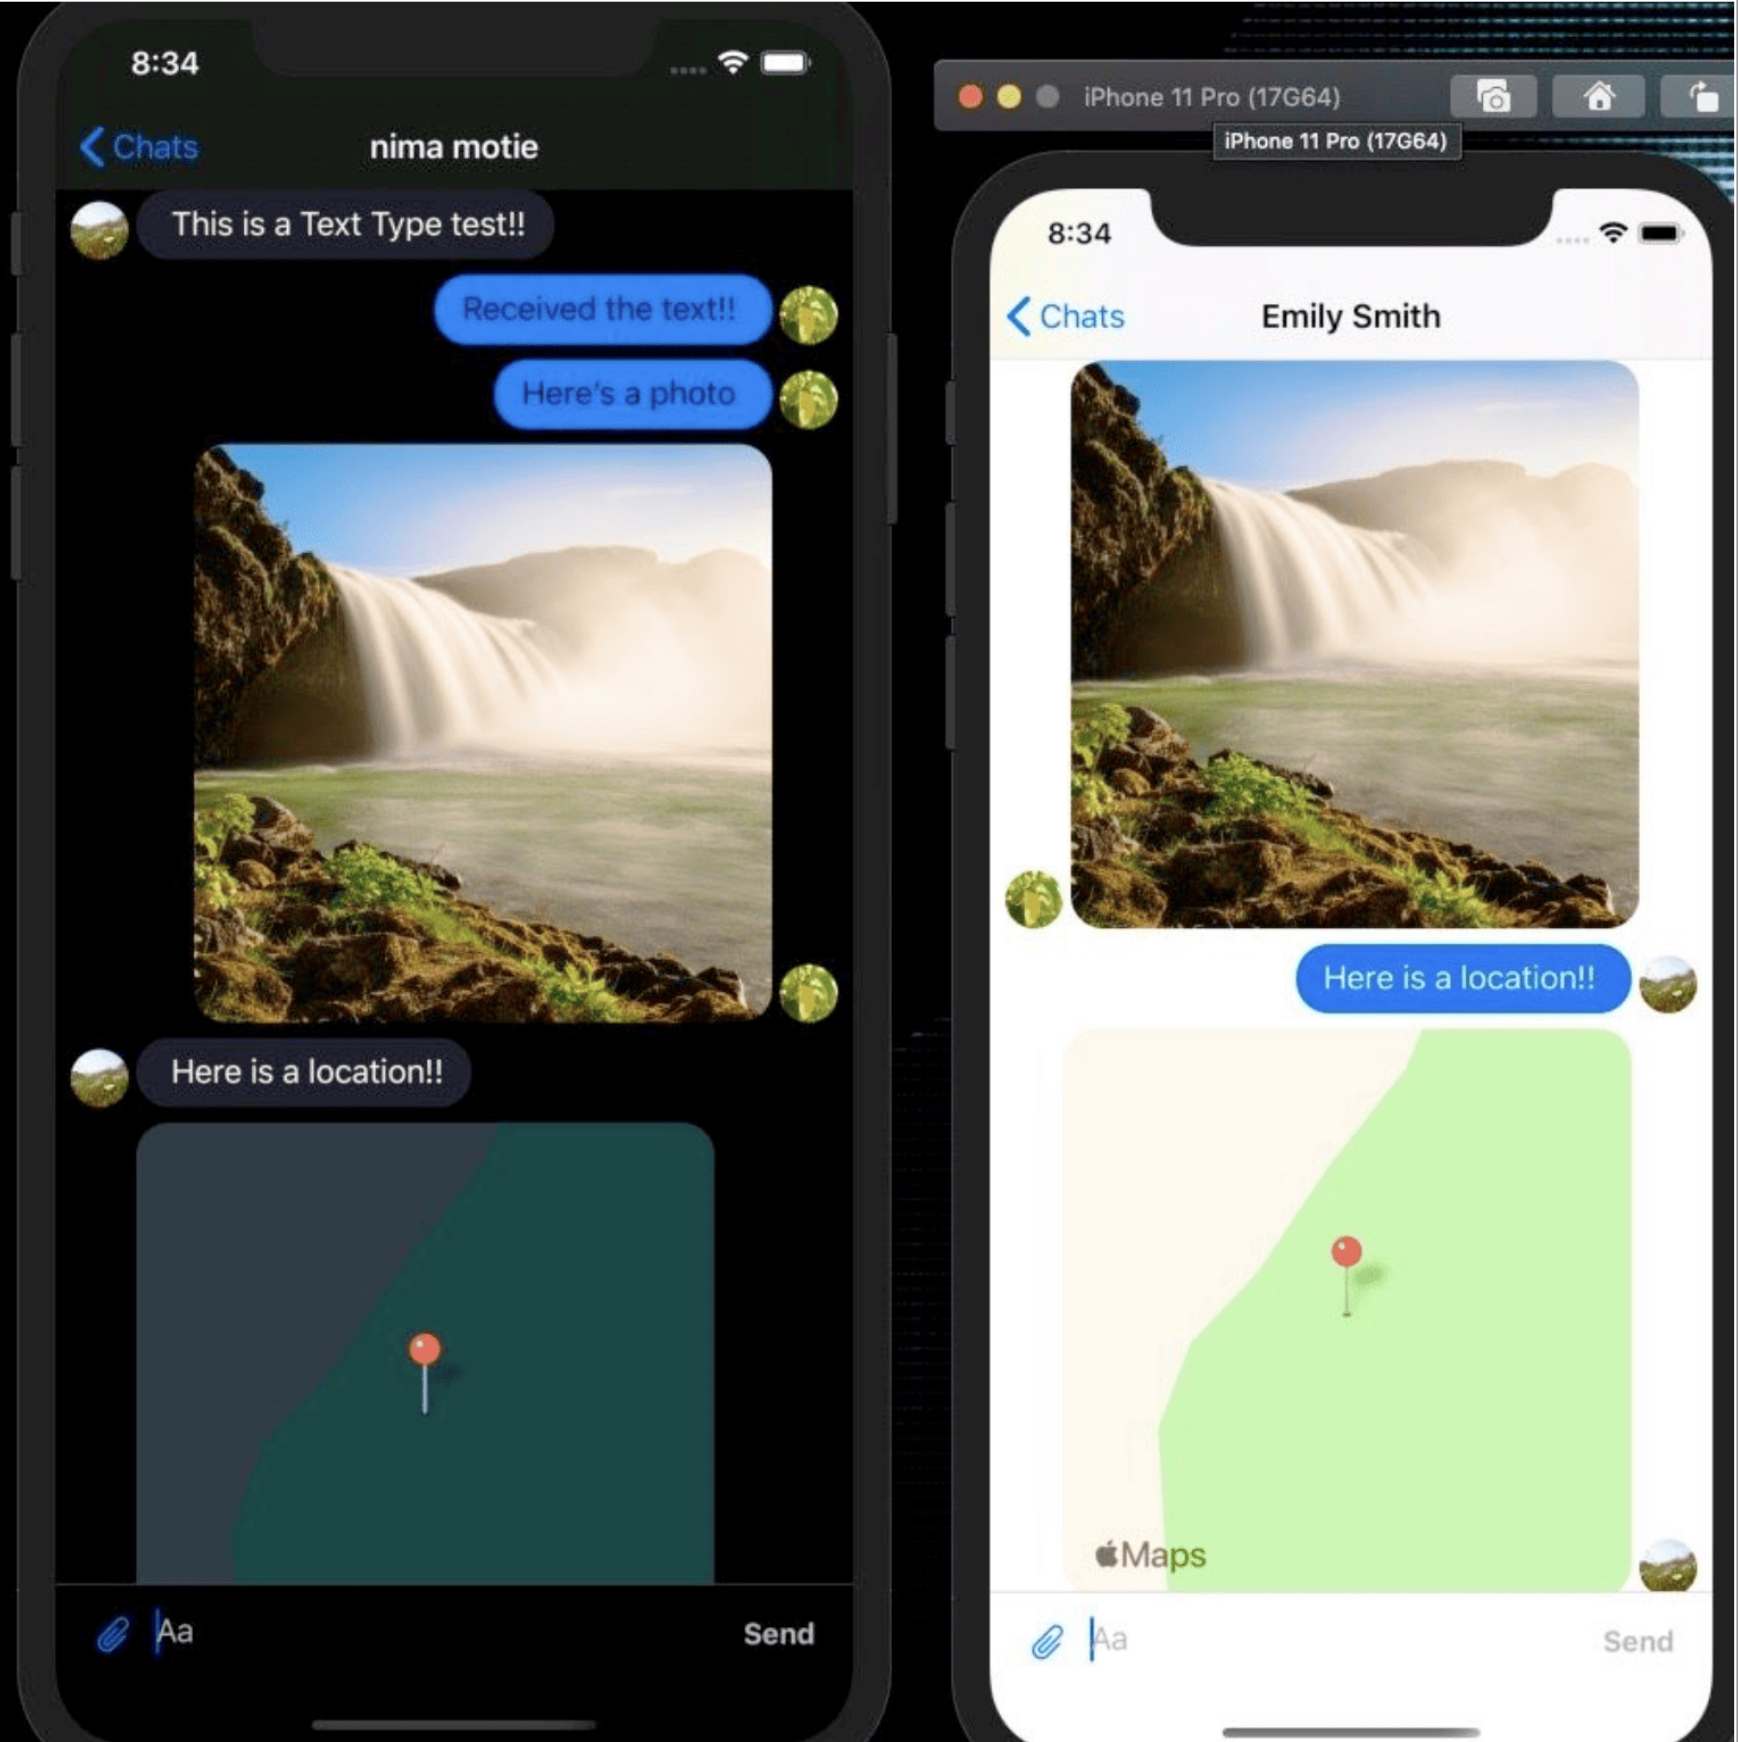 8:34
Chats
nima motie
This is a Text Type test!!
Received the text!!
Here's a photo
Here is a location!!
Aa
Send
iPhone 11 Pro (17G64)
iPhone 11 Pro (17G64)
8:34
Chats
Emily Smith
Here is a location!!
Maps
Aa
Send